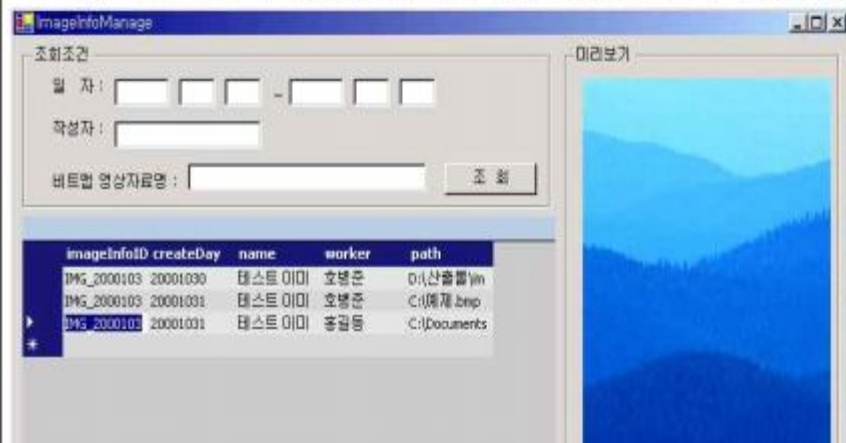 ImageInfoManage
조회조건
일 자 :
-
작성자 :
비트맵 영상자료명 :
조 회
미리보기
imageInfoID createDay name worker path
IMG_2000103 20001030 테스트 이미 호병준 D:\산출물\im
IMG_2000103 20001031 테스트 이미 호병준 C:\예제.bmp
IMG_2000103 20001031 테스트 이미 홍길동 C:\Documents